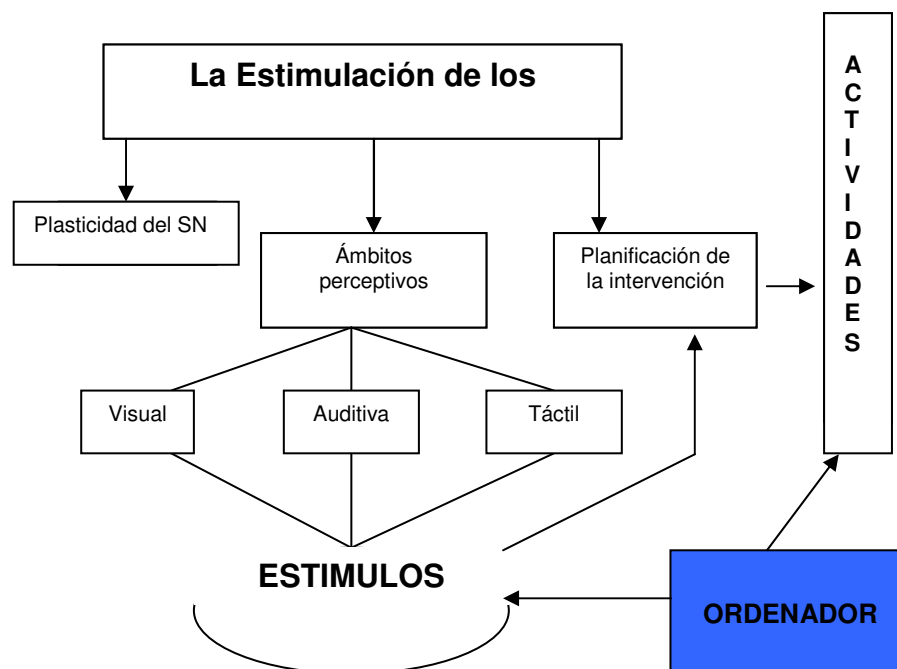 La Estimulación de los
Plasticidad del SN
Ámbitos
perceptivos
Planificación de
la intervención
A
C
T
I
V
I
D
A
D
E
S
Visual
Auditiva
Táctil
ESTIMULOS
ORDENADOR